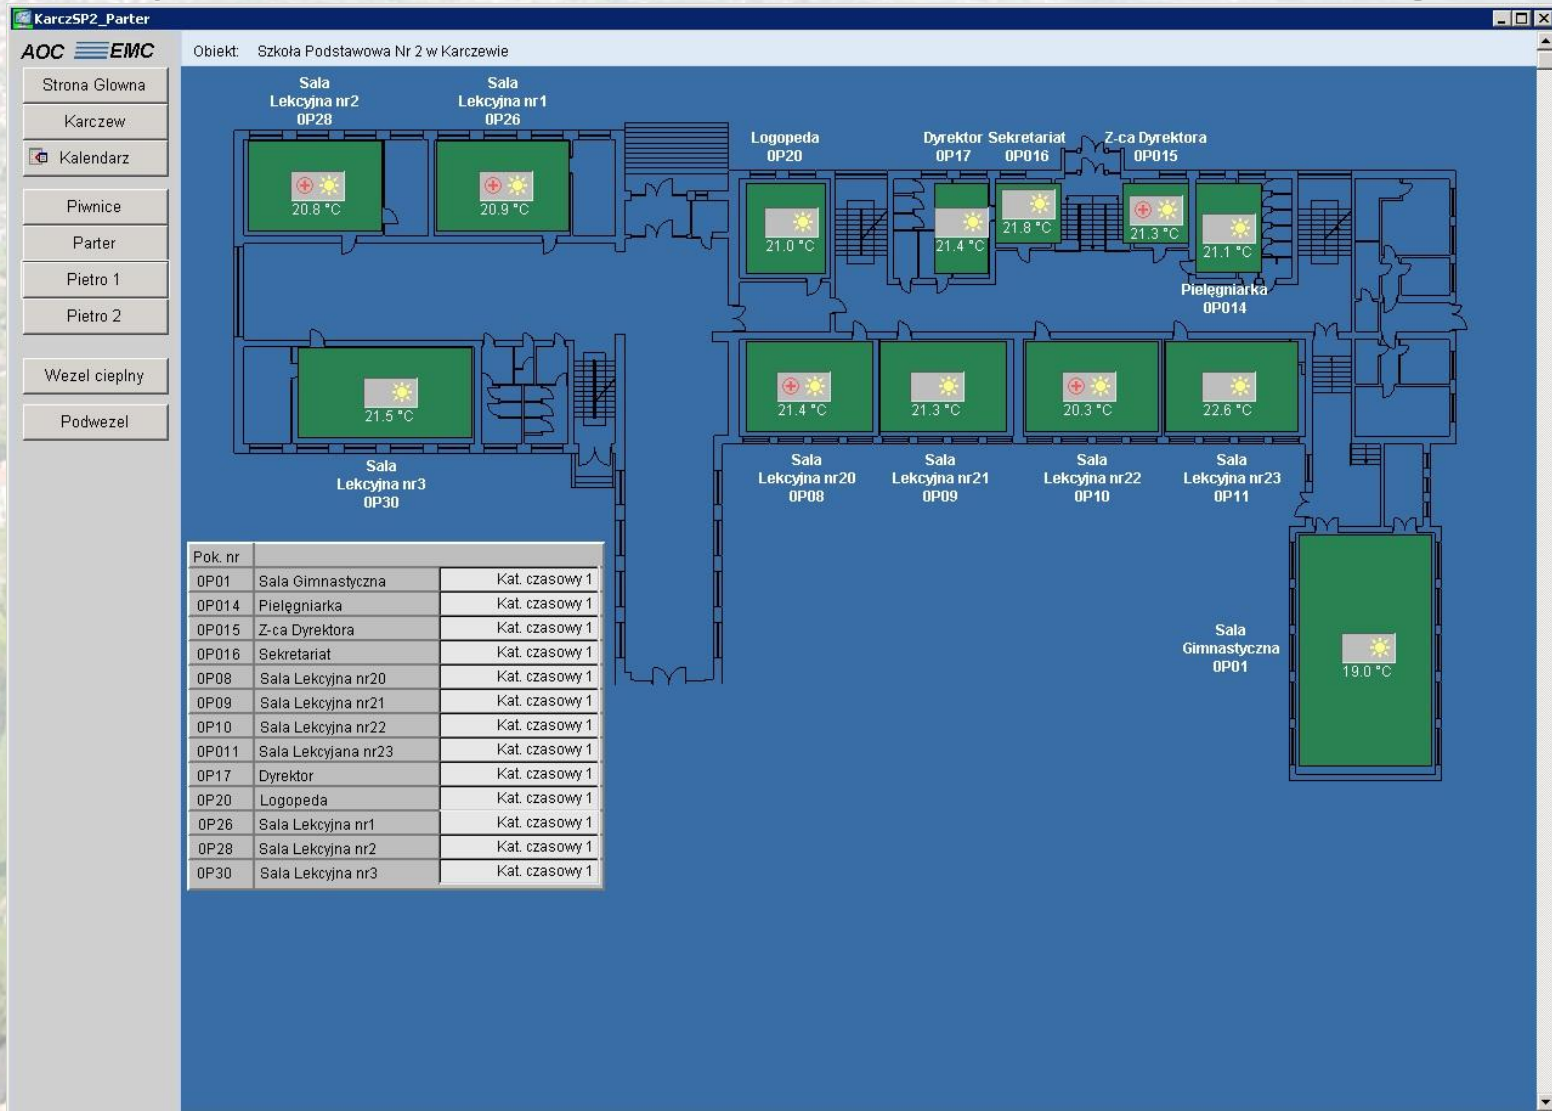 KarczSP2_Parter
AOC EMC
Obiekt: Szkoła Podstawowa Nr 2 w Karczewie
Strona Glowna
Karczew
Kalendarz
Piwnice
Parter
Pietro 1
Pietro 2
Wezel cieplny
Podwezel
Sala
Lekcyjna nr2
0P28
20.8 °C
Sala
Lekcyjna nr1
0P26
20.9 °C
Logopeda
0P20
21.0 °C
Dyrektor
0P17
21.4 °C
Sekretariat
0P016
21.8 °C
Z-ca Dyrektora
0P015
21.3 °C
21.1 °C
Pielęgniarka
0P014
21.5 °C
Sala
Lekcyjna nr3
0P30
21.4 °C
Sala
Lekcyjna nr20
0P08
21.3 °C
Sala
Lekcyjna nr21
0P09
20.3 °C
Sala
Lekcyjna nr22
0P10
22.6 °C
Sala
Lekcyjna nr23
0P11
Sala
Gimnastyczna
0P01
19.0 °C
Pok. nr
0P01 Sala Gimnastyczna Kat. czasowy 1
0P014 Pielęgniarka Kat. czasowy 1
0P015 Z-ca Dyrektora Kat. czasowy 1
0P016 Sekretariat Kat. czasowy 1
0P08 Sala Lekcyjna nr20 Kat. czasowy 1
0P09 Sala Lekcyjna nr21 Kat. czasowy 1
0P10 Sala Lekcyjna nr22 Kat. czasowy 1
0P011 Sala Lekcyjana nr23 Kat. czasowy 1
0P17 Dyrektor Kat. czasowy 1
0P20 Logopeda Kat. czasowy 1
0P26 Sala Lekcyjna nr1 Kat. czasowy 1
0P28 Sala Lekcyjna nr2 Kat. czasowy 1
0P30 Sala Lekcyjna nr3 Kat. czasowy 1